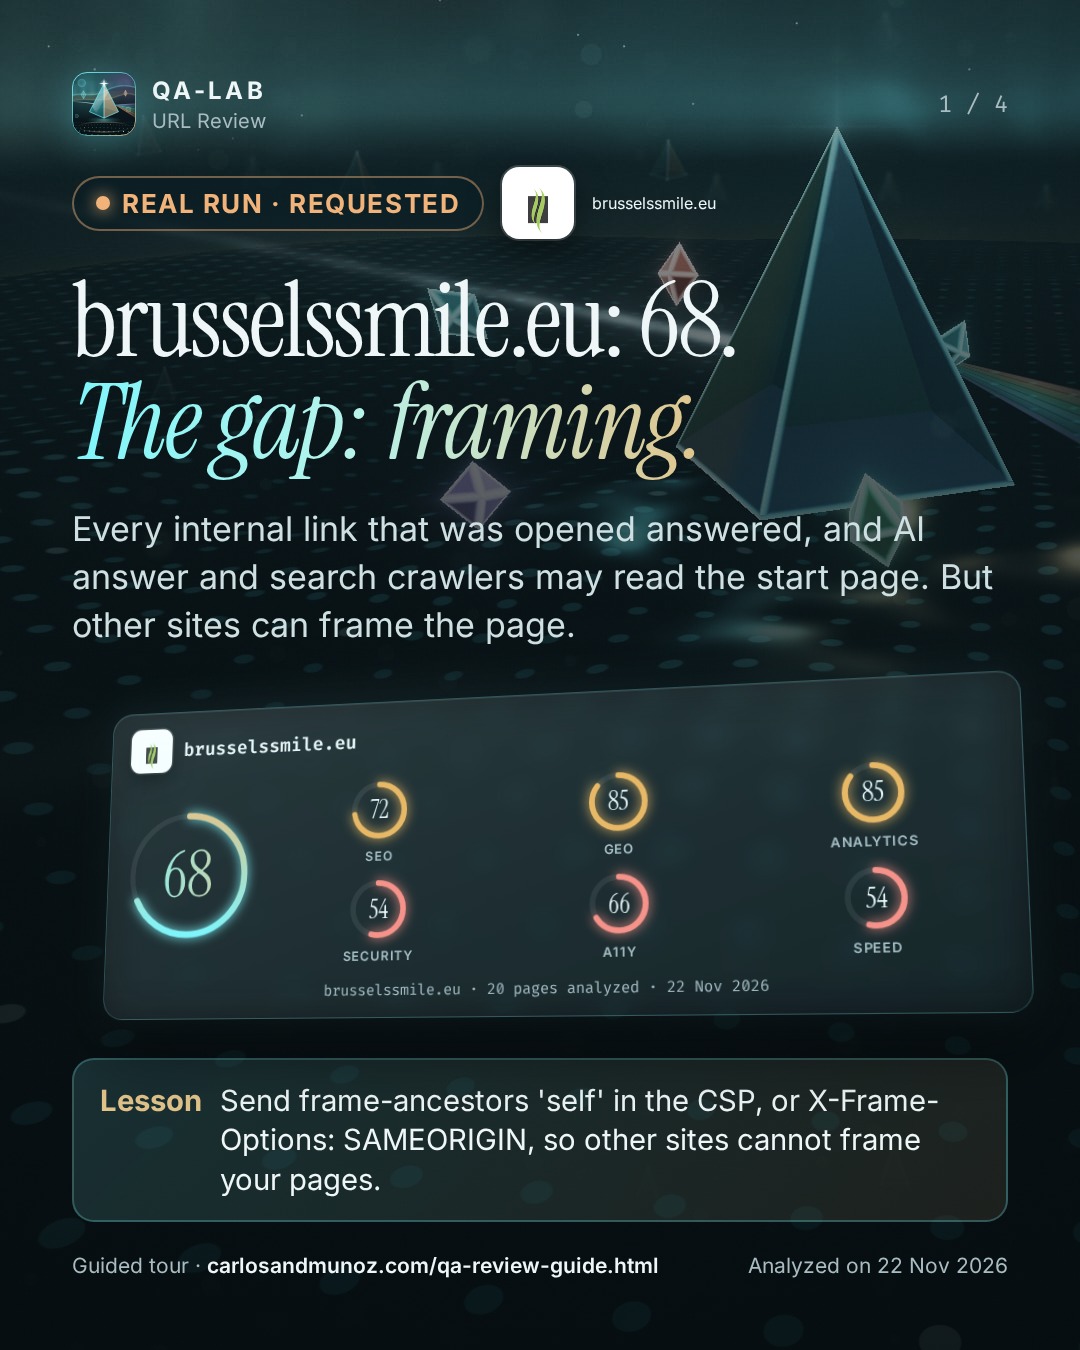 QA-LAB
URL Review
1 / 4
REAL RUN · REQUESTED
brusselssmile.eu
brusselssmile.eu: 68.
The gap: framing.
Every internal link that was opened answered, and AI
answer and search crawlers may read the start page. But
other sites can frame the page.
brusselssmile.eu
68
72
SEO
85
GEO
85
ANALYTICS
54
SECURITY
66
A11Y
54
SPEED
brusselssmile.eu · 20 pages analyzed · 22 Nov 2026
Lesson
Send frame-ancestors 'self' in the CSP, or X-Frame-
Options: SAMEORIGIN, so other sites cannot frame
your pages.
Guided tour · carlosandmunoz.com/qa-review-guide.html
Analyzed on 22 Nov 2026